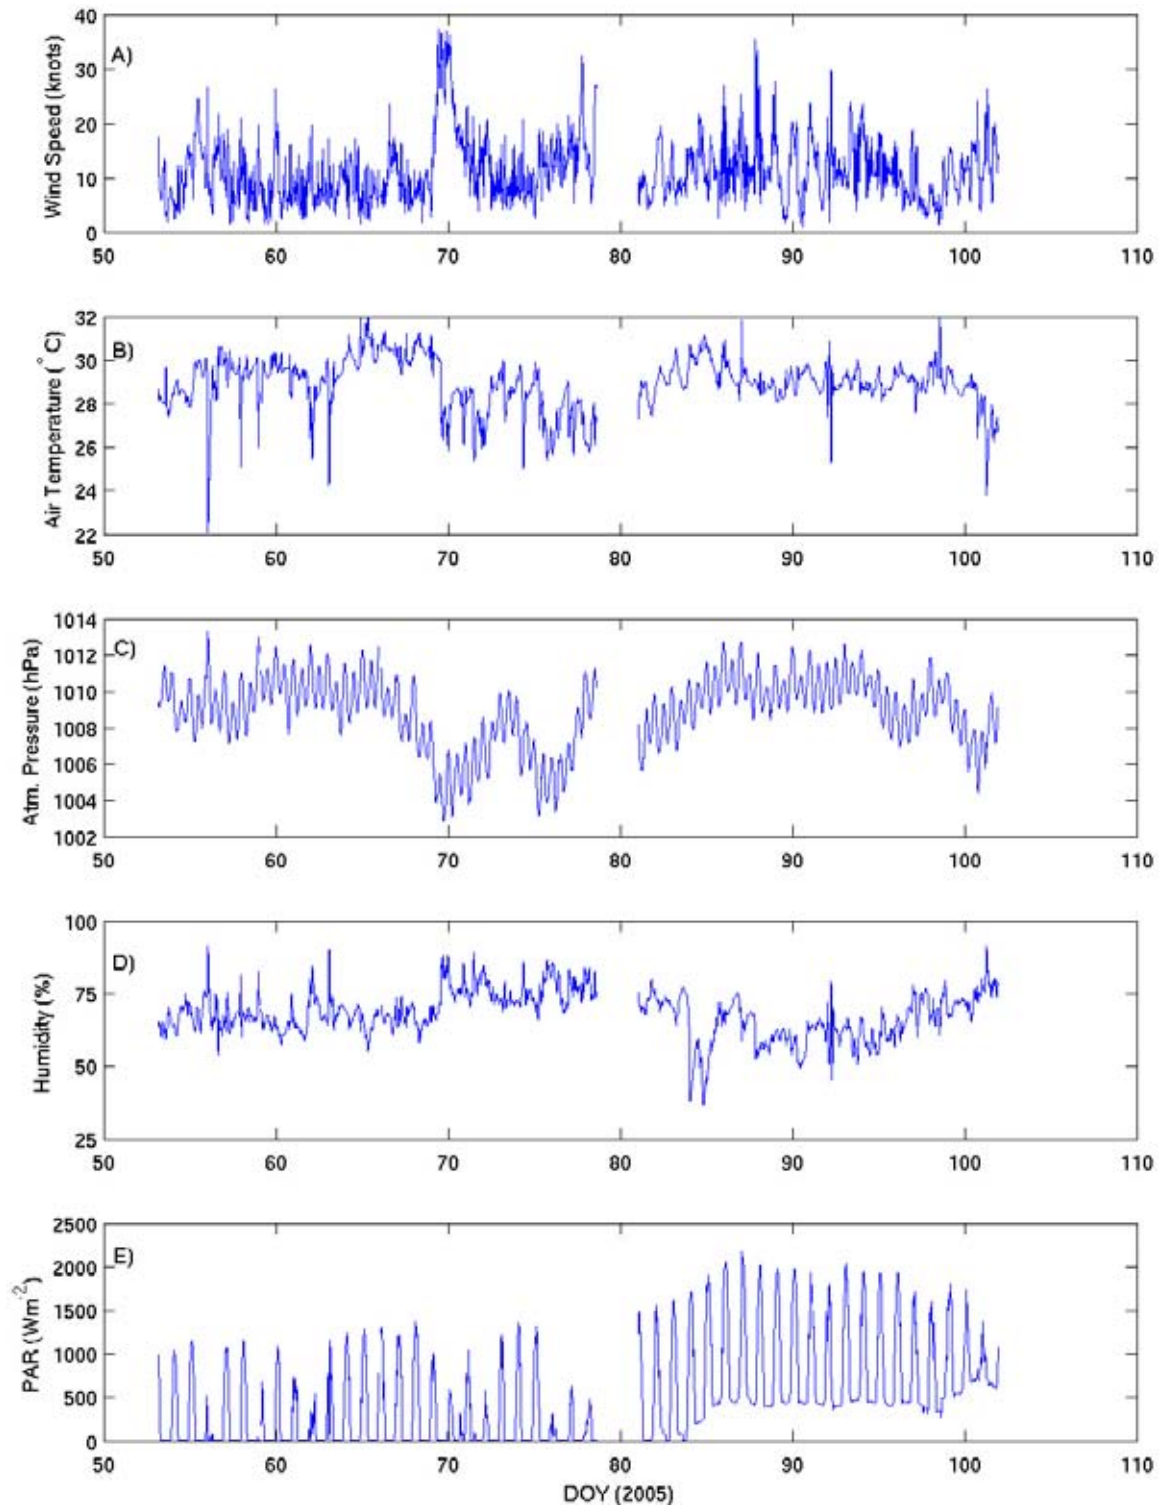 A)
Wind Speed (knots)
40
30
20
10
0
50 60 70 80 90 100 110
B)
Air Temperature (°C)
32
30
28
26
24
22
50 60 70 80 90 100 110
C)
Atm. Pressure (hPa)
1014
1012
1010
1008
1006
1004
1002
50 60 70 80 90 100 110
D)
Humidity (%)
100
75
50
25
50 60 70 80 90 100 110
E)
PAR (Wm-2)
2500
2000
1500
1000
500
0
50 60 70 80 90 100 110
DOY (2005)